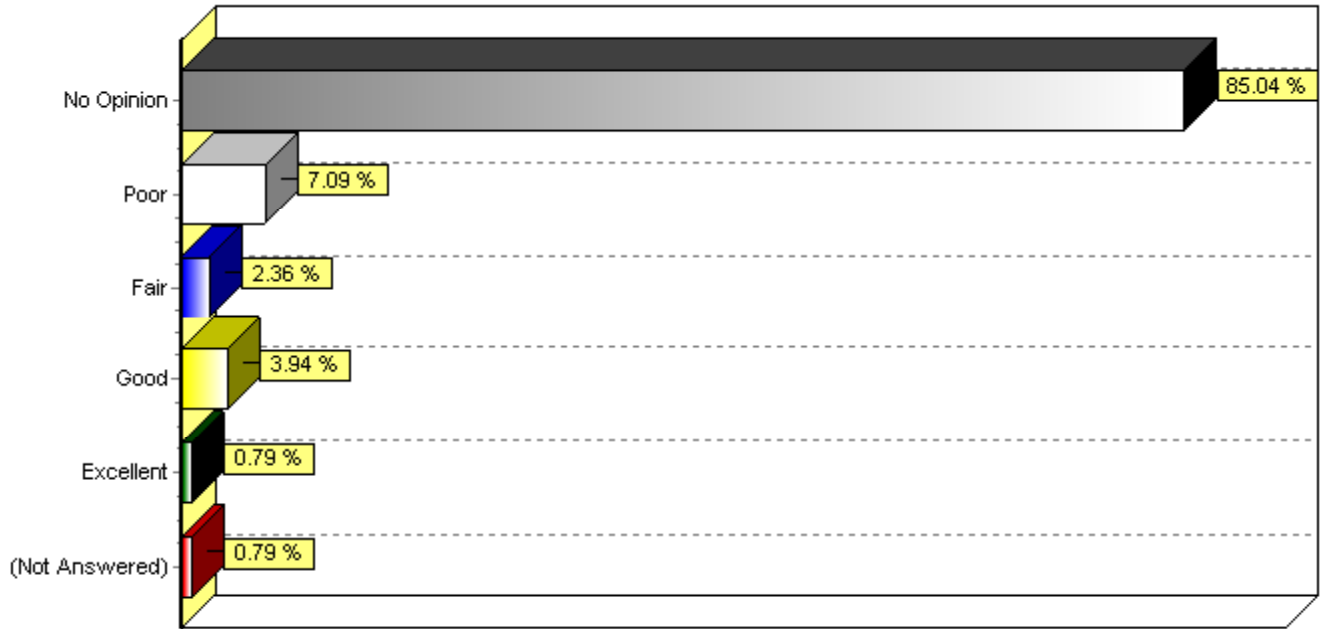 No Opinion 85.04 %
Poor 7.09 %
Fair 2.36 %
Good 3.94 %
Excellent 0.79 %
(Not Answered) 0.79 %